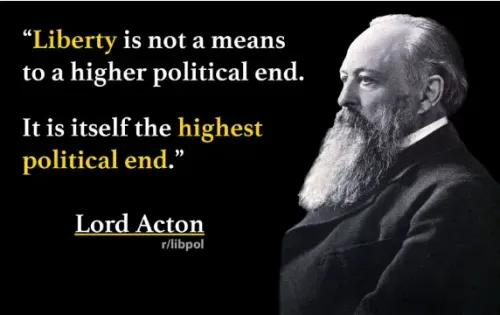 “Liberty is not a means
to a higher political end.
It is itself the highest
political end.”
Lord Acton
r/libpol